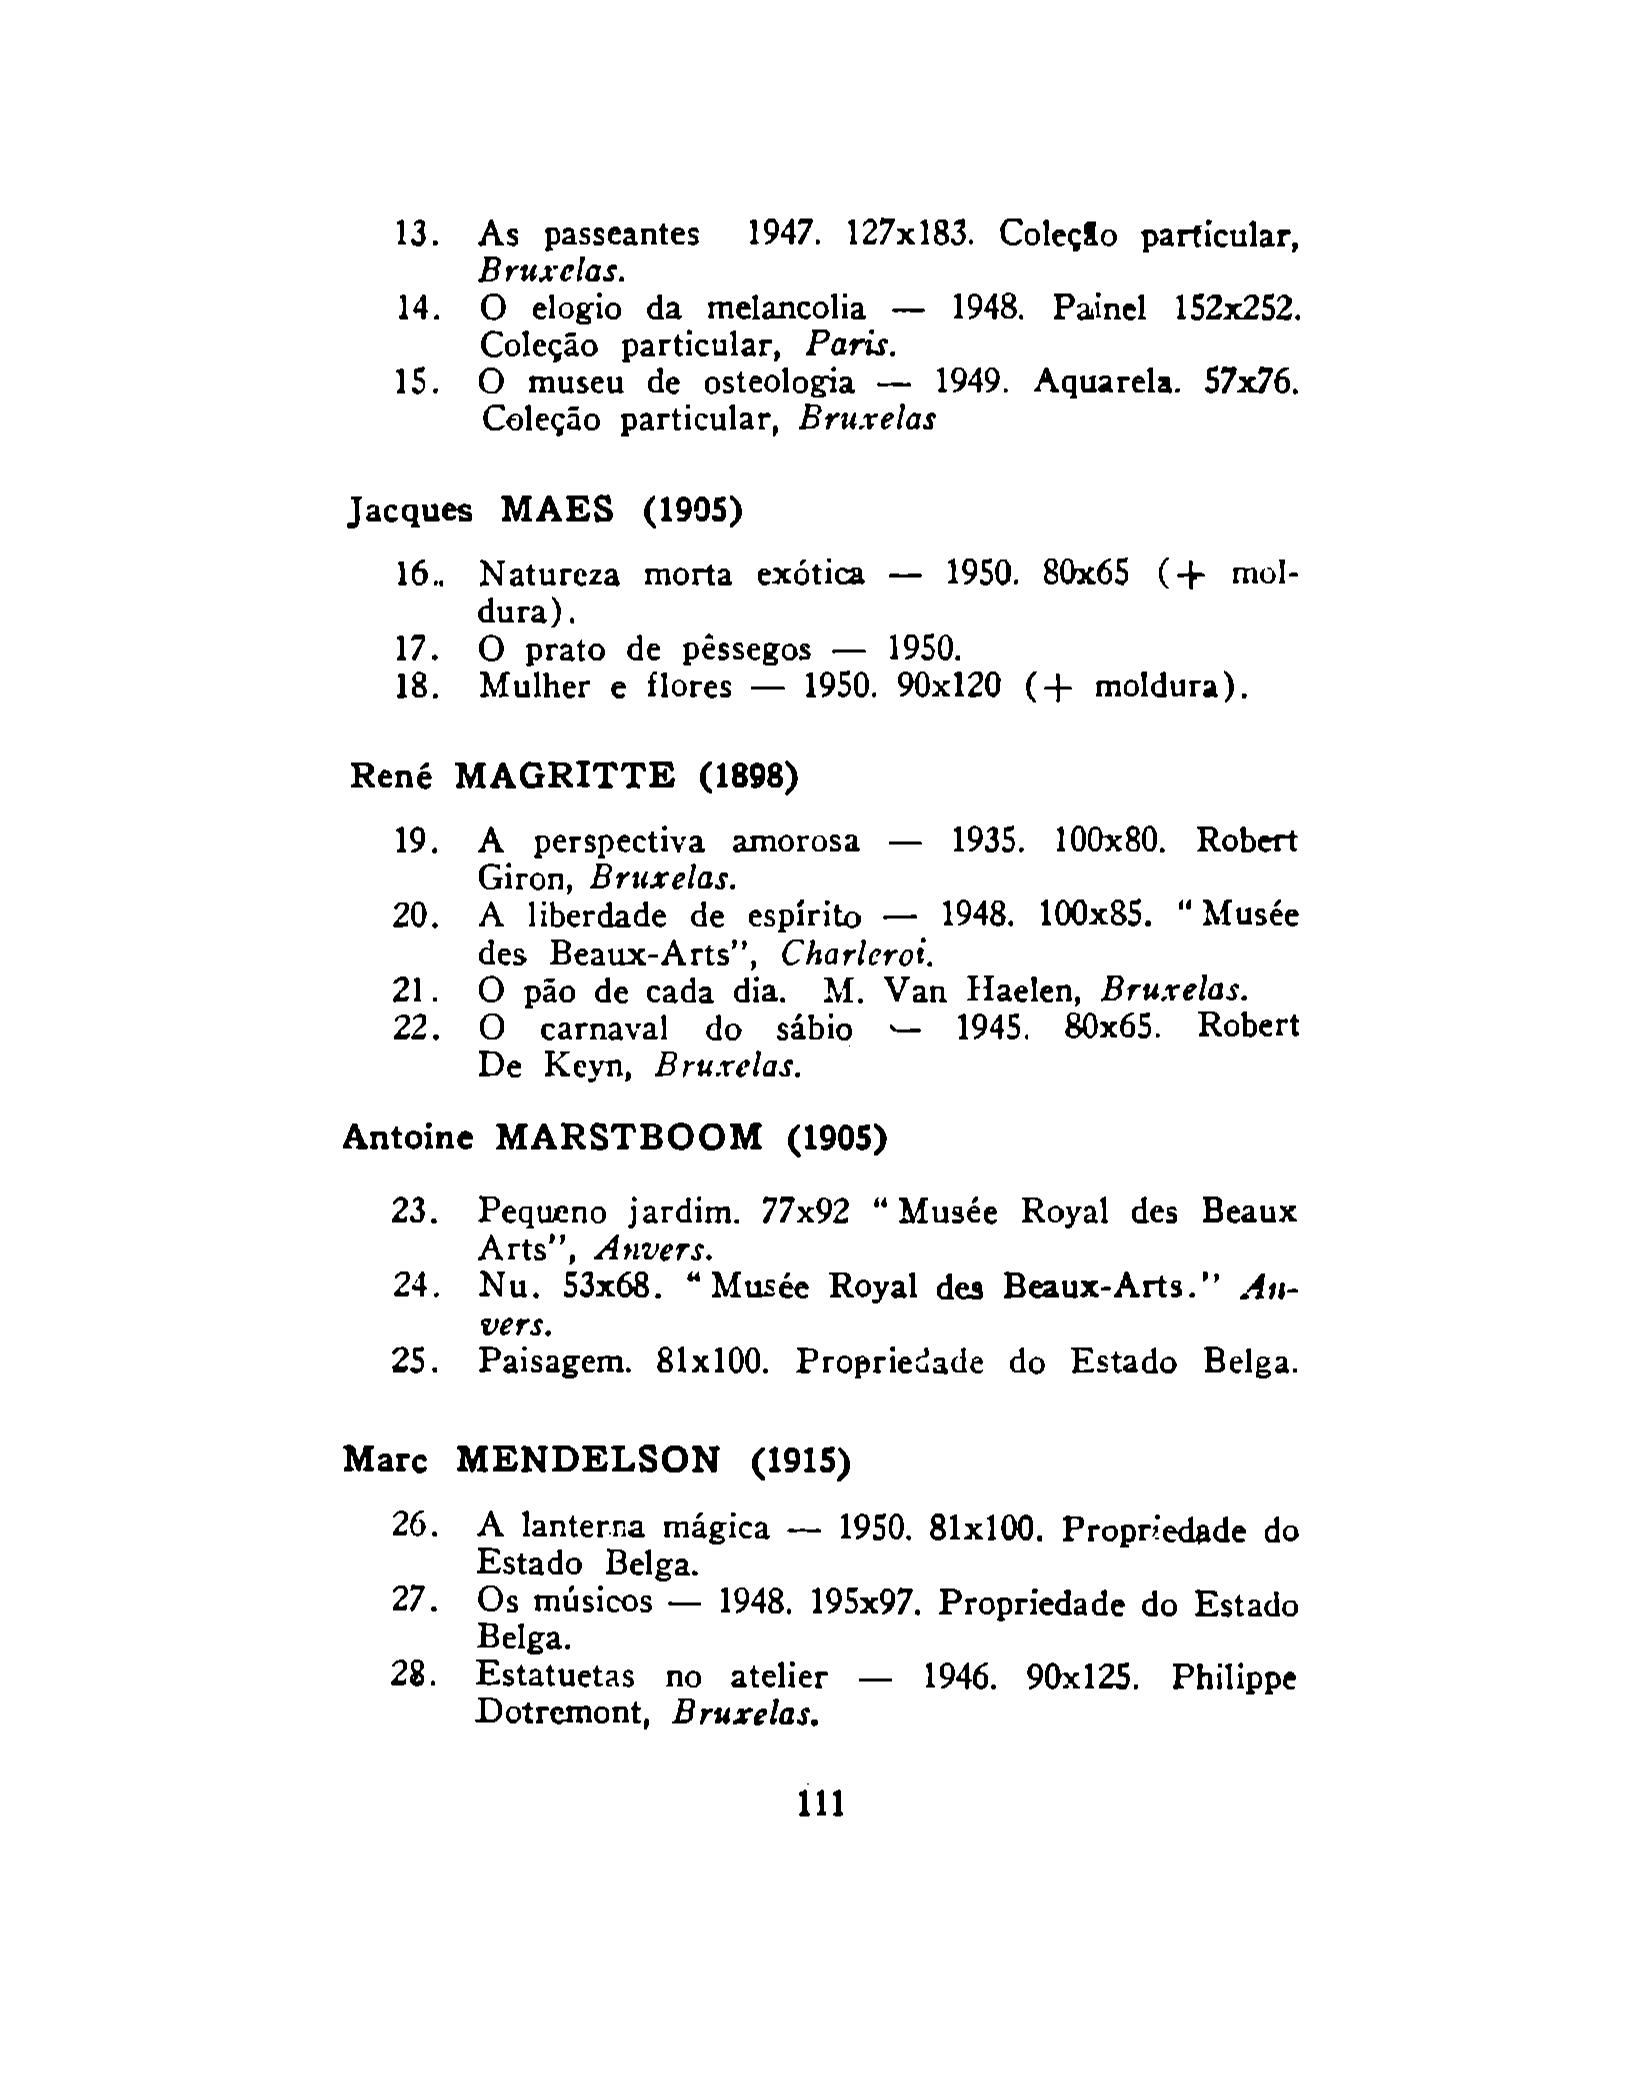 13. As passeantes 1947. 127x183. Coleção particular,
Bruxelas.
14. O elogio da melancolia — 1948. Painel 152x252.
Coleção particular, Paris.
15. O museu de osteologia — 1949. Aquarela. 57x76.
Coleção particular, Bruxelas
Jacques MAES (1905)
16.. Natureza morta exótica — 1950. 80x65 (+ mol-
dura).
17. O prato de pêssegos — 1950.
18. Mulher e flores — 1950. 90x120 (+ moldura).
René MAGRITTE (1898)
19. A perspectiva amorosa — 1935. 100x80. Robert
Giron, Bruxelas.
20. A liberdade de espírito — 1948. 100x85. "Musée
des Beaux-Arts", Charleroi.
21. O pão de cada dia. M. Van Haelen, Bruxelas.
22. O carnaval do sábio — 1945. 80x65. Robert
De Keyn, Bruxelas.
Antoine MARSTBOOM (1905)
23. Pequeno jardim. 77x92 "Musée Royal des Beaux
Arts", Anvers.
24. Nu. 53x68. "Musée Royal des Beaux-Arts." An-
vers.
25. Paisagem. 81x100. Propriedade do Estado Belga.
Marc MENDELSON (1915)
26. A lanterna mágica — 1950. 81x100. Propriedade do
Estado Belga.
27. Os músicos — 1948. 195x97. Propriedade do Estado
Belga.
28. Estatuetas no atelier — 1946. 90x125. Philippe
Dotremont, Bruxelas.
111